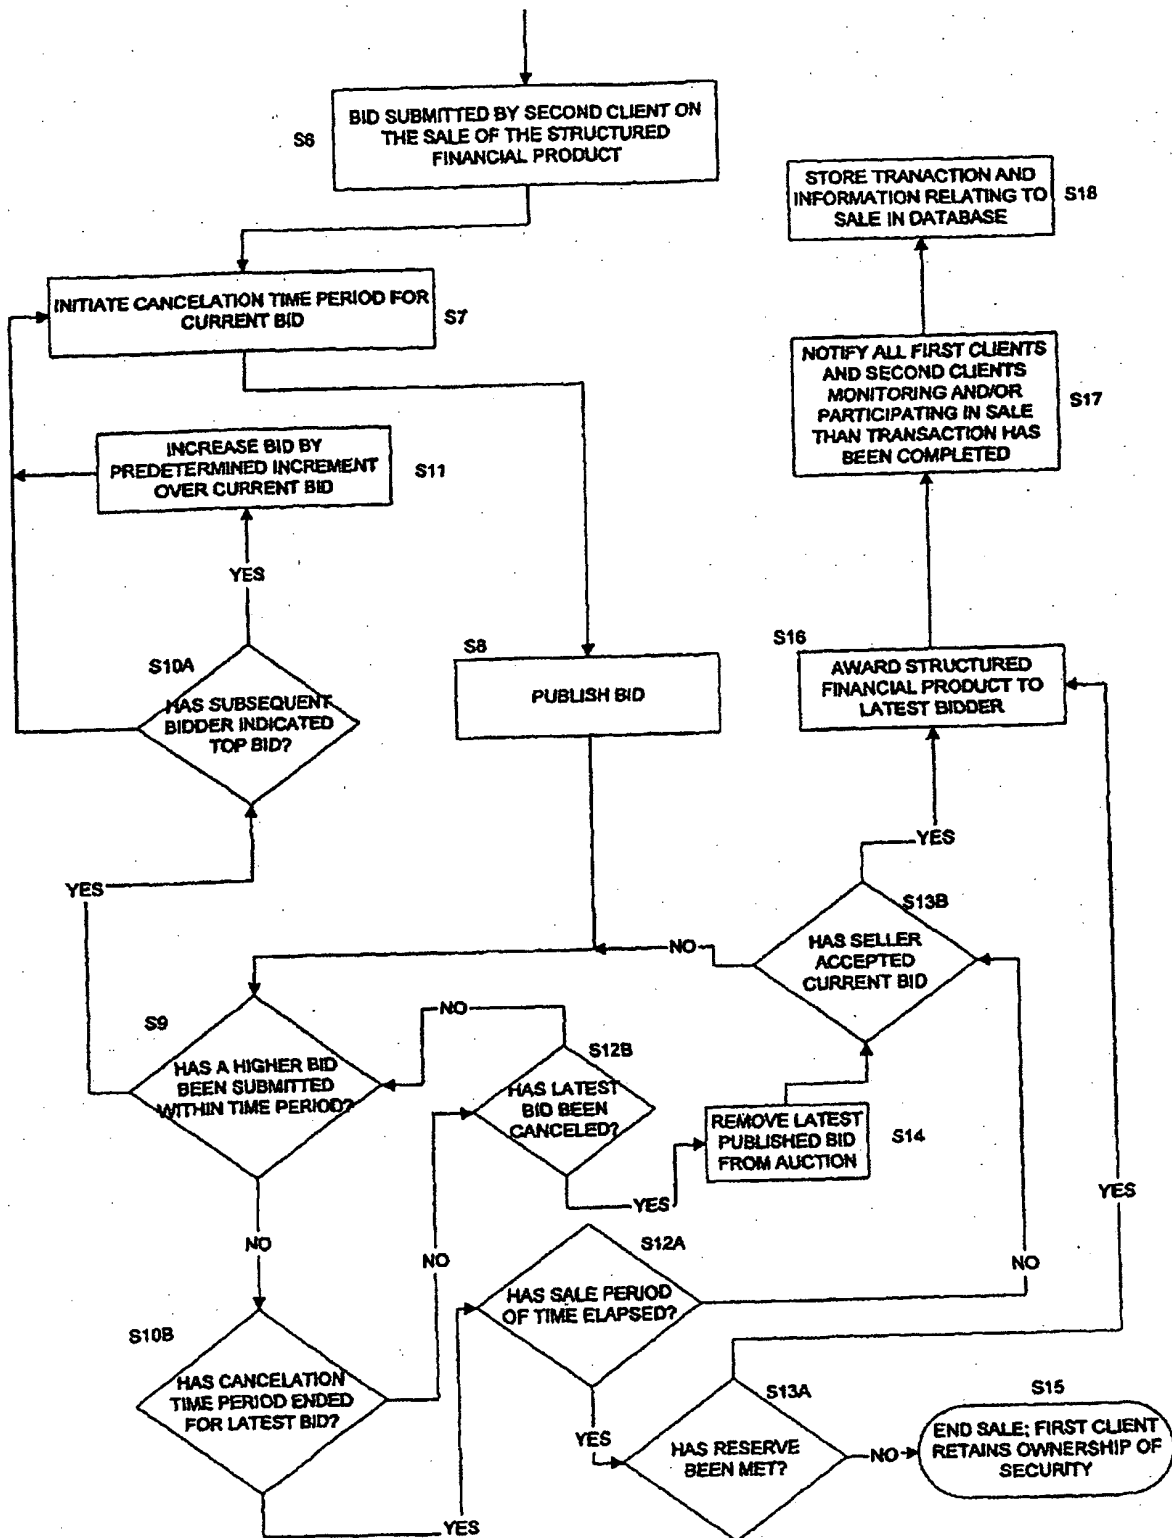 S6
BID SUBMITTED BY SECOND CLIENT ON
THE SALE OF THE STRUCTURED
FINANCIAL PRODUCT
STORE TRANACTION AND
INFORMATION RELATING TO
SALE IN DATABASE
S18
INITIATE CANCELATION TIME PERIOD FOR
CURRENT BID
S7
NOTIFY ALL FIRST CLIENTS
AND SECOND CLIENTS
MONITORING AND/OR
PARTICIPATING IN SALE
THAN TRANSACTION HAS
BEEN COMPLETED
S17
INCREASE BID BY
PREDETERMINED INCREMENT
OVER CURRENT BID
S11
YES
S10A
HAS SUBSEQUENT
BIDDER INDICATED
TOP BID?
S8
PUBLISH BID
S16
AWARD STRUCTURED
FINANCIAL PRODUCT TO
LATEST BIDDER
YES
YES
S13B
HAS SELLER
ACCEPTED
CURRENT BID
NO
S9
HAS A HIGHER BID
BEEN SUBMITTED
WITHIN TIME PERIOD?
NO
S12B
HAS LATEST
BID BEEN
CANCELED?
REMOVE LATEST
PUBLISHED BID
FROM AUCTION
S14
YES
YES
NO
NO
S12A
HAS SALE PERIOD
OF TIME ELAPSED?
NO
S10B
HAS CANCELATION
TIME PERIOD ENDED
FOR LATEST BID?
YES
YES
S13A
HAS RESERVE
BEEN MET?
NO
S15
END SALE; FIRST CLIENT
RETAINS OWNERSHIP OF
SECURITY